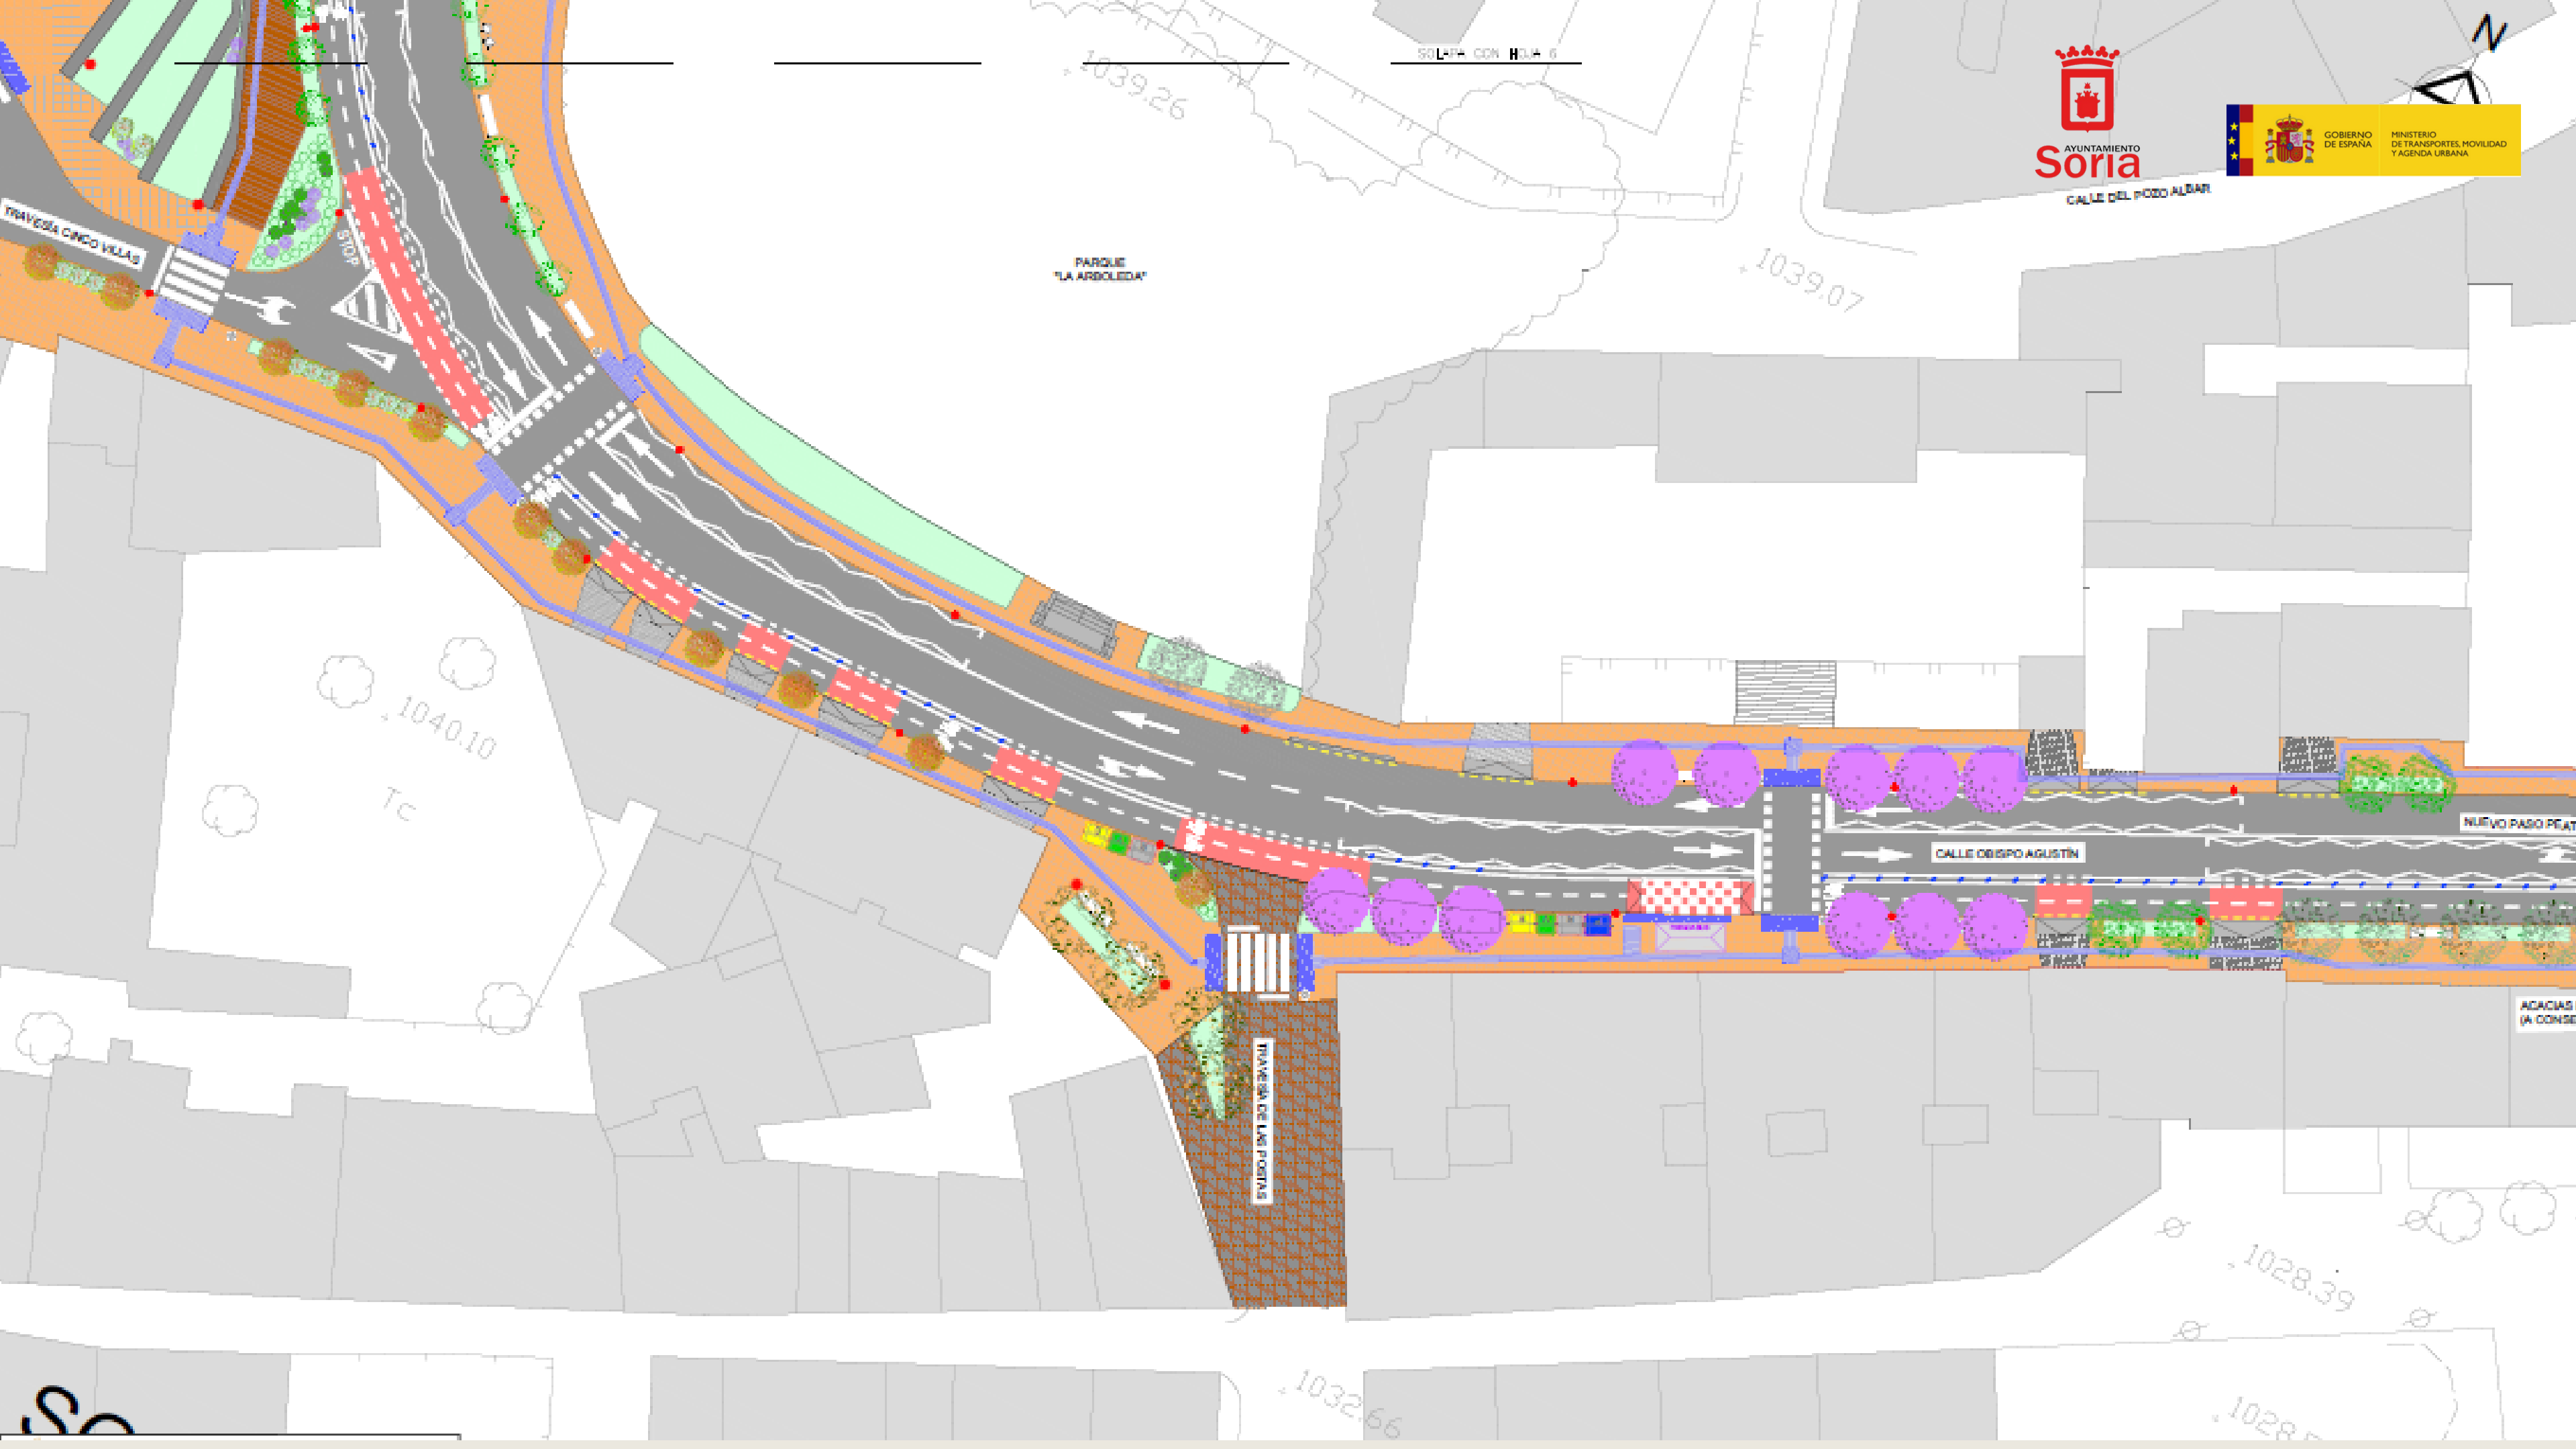 SOLAPA CON HOJA 6
N
1039.26
AYUNTAMIENTO
Soria
GOBIERNO
DE ESPAÑA
MINISTERIO
DE TRANSPORTES, MOVILIDAD
Y AGENDA URBANA
CALLE DEL POZO ALBAR
TRAVESÍA CINCO VILLAS
STOP
PARQUE
"LA ARBOLEDA"
1039.07
1040.10
TC
NUEVO PASO PEAT
CALLE OBISPO AGUSTÍN
ACACIAS
(A CONSE
TRAVESÍA DE LAS POSTAS
1028.39
1032.66
1028.